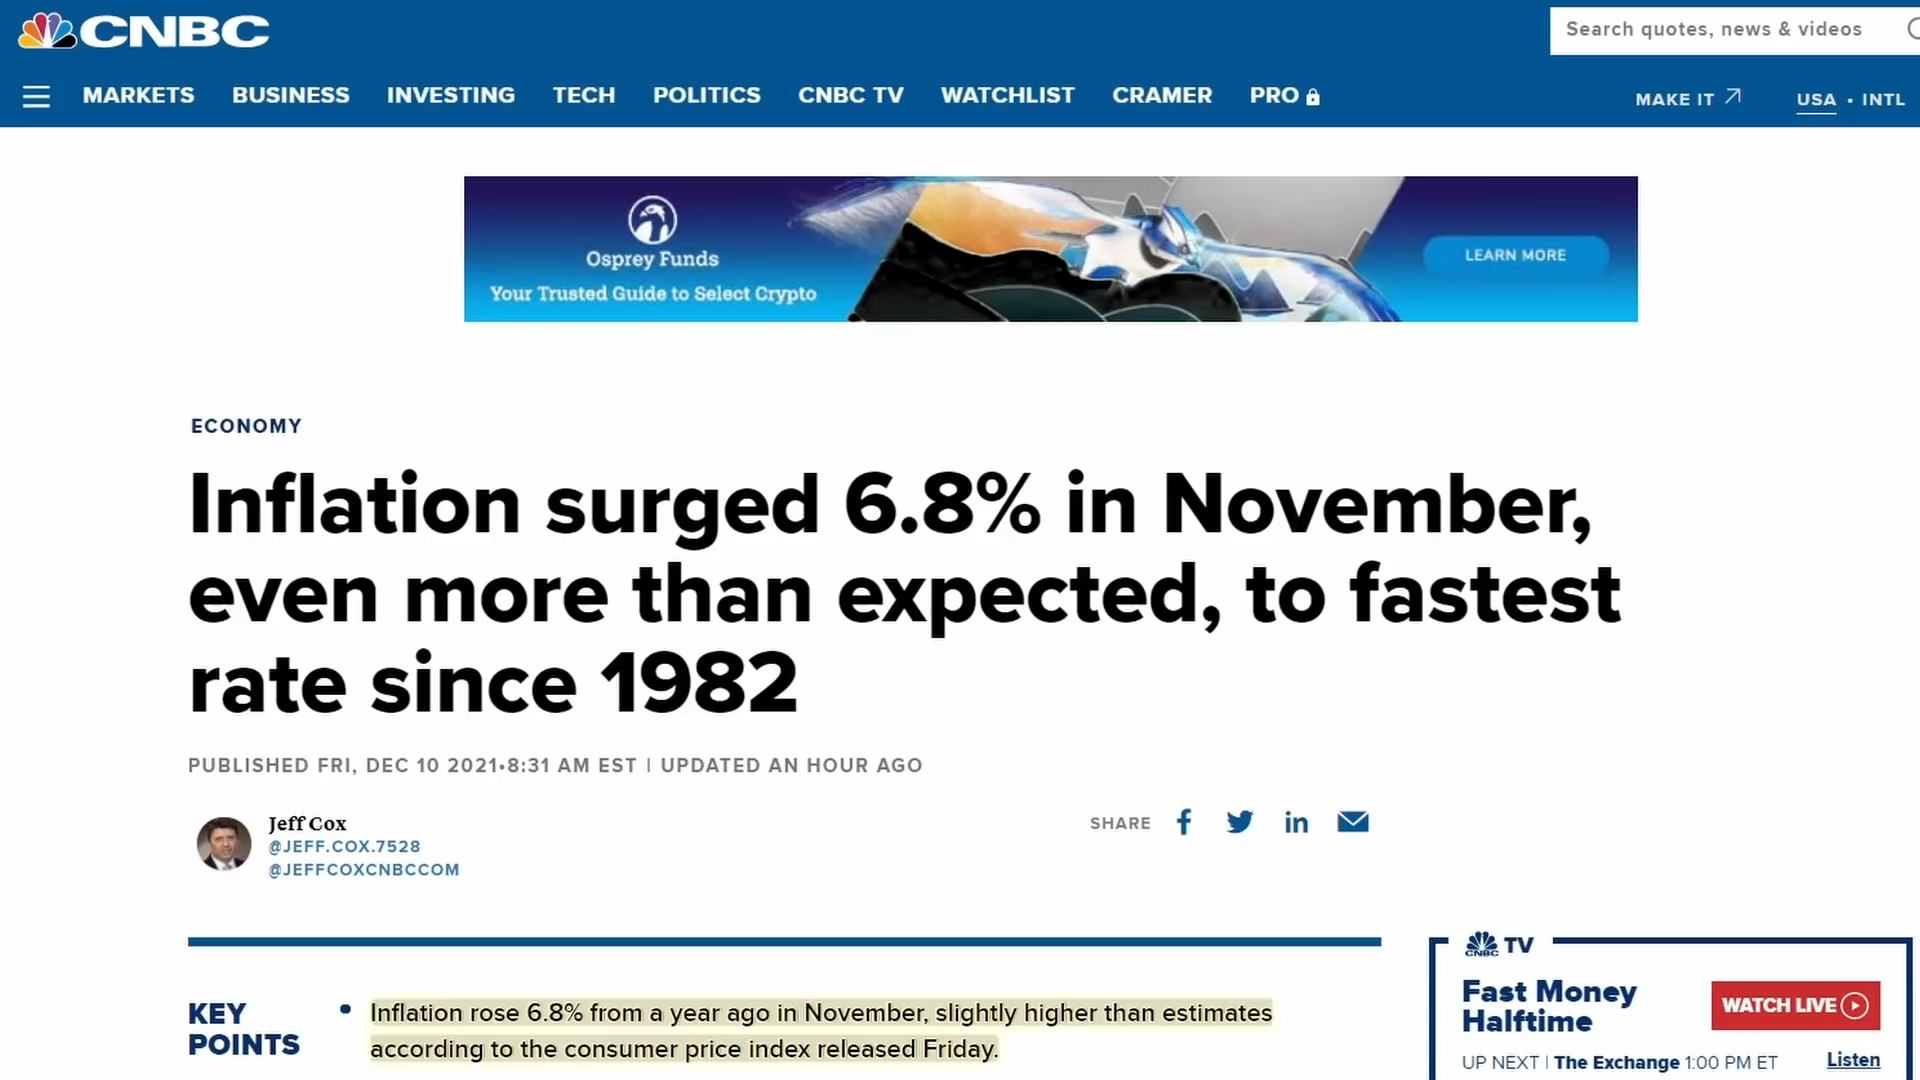 CNBC
Search quotes, news & videos
MARKETS BUSINESS INVESTING TECH POLITICS CNBC TV WATCHLIST CRAMER PRO
MAKE IT USA • INTL
Osprey Funds
Your Trusted Guide to Select Crypto
LEARN MORE
ECONOMY
Inflation surged 6.8% in November,
even more than expected, to fastest
rate since 1982
PUBLISHED FRI, DEC 10 2021•8:31 AM EST | UPDATED AN HOUR AGO
Jeff Cox
@JEFF.COX.7528
@JEFFCOXCNBCCOM
SHARE
KEY
POINTS
• Inflation rose 6.8% from a year ago in November, slightly higher than estimates
according to the consumer price index released Friday.
CNBC TV
Fast Money
Halftime
WATCH LIVE
UP NEXT | The Exchange 1:00 PM ET
Listen